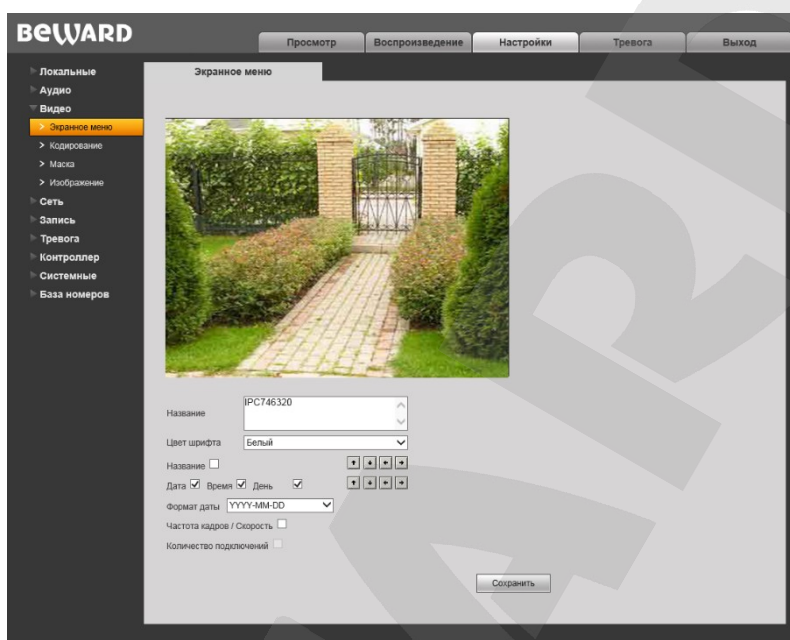 BEWARD
Просмотр Воспроизведение Настройки Тревога Выход
Локальные
Аудио
Видео
Экранное меню
Кодирование
Маска
Изображение
Сеть
Запись
Тревога
Контроллер
Системные
База номеров
Экранное меню
Название IPC746320
Цвет шрифта Белый
Название
Дата Время День
Формат даты YYYY-MM-DD
Частота кадров / Скорость
Количество подключений
Сохранить